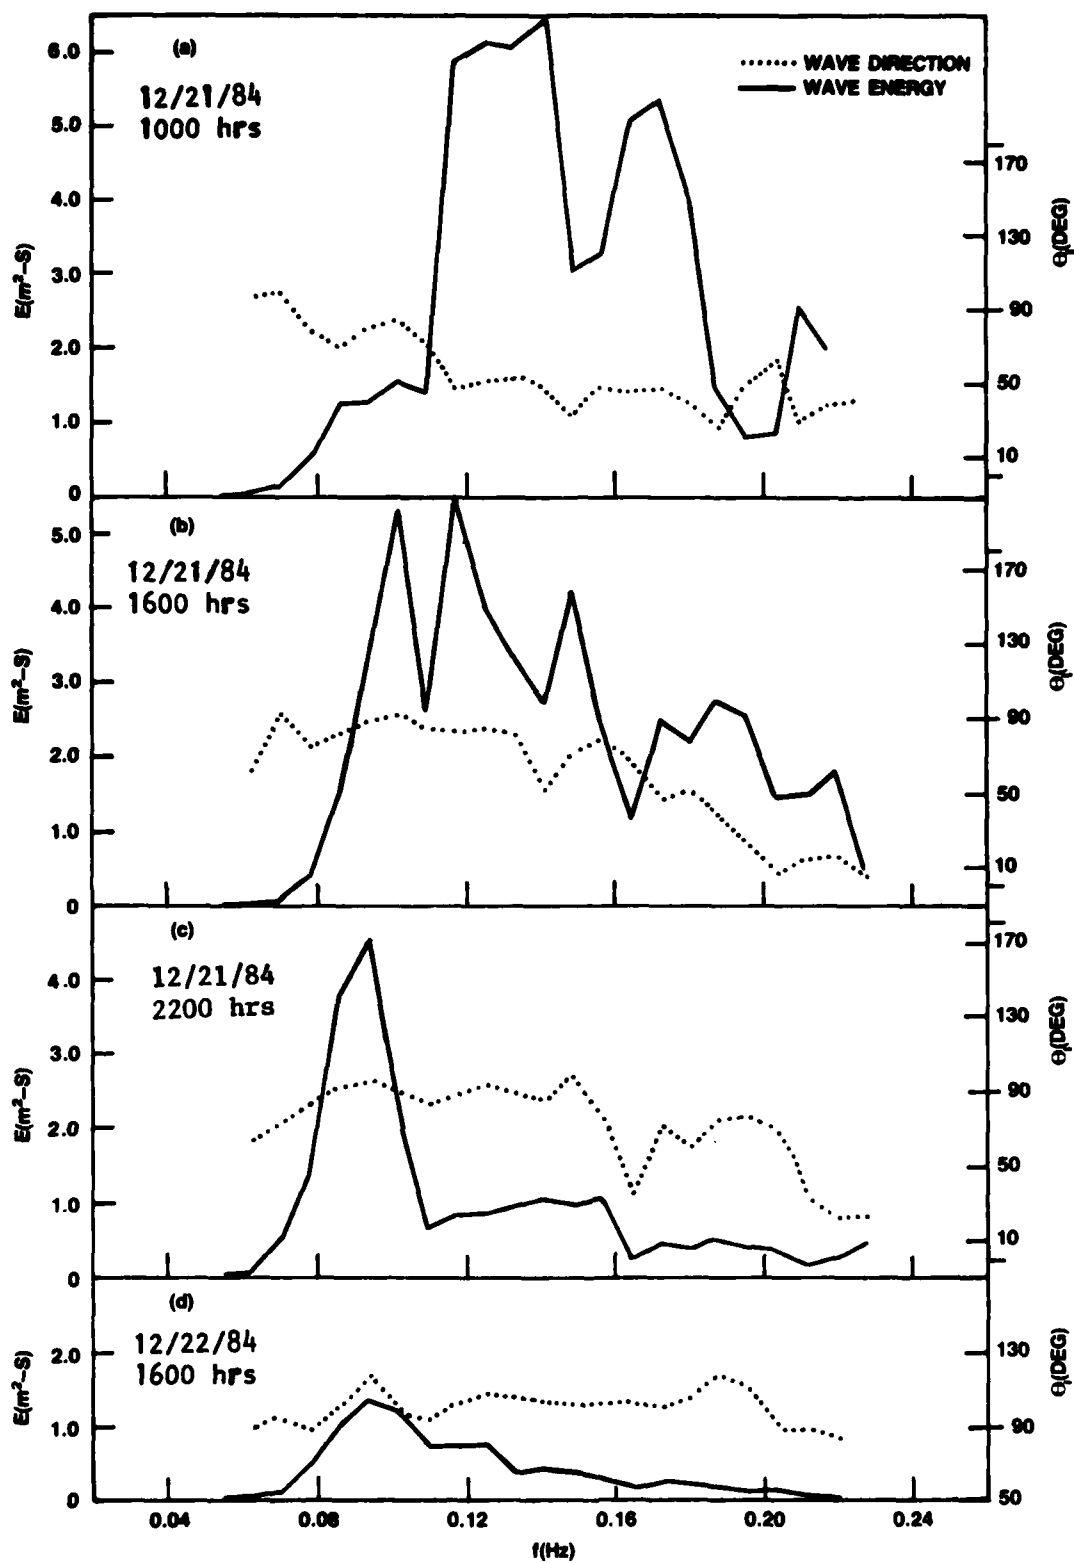 (a)
12/21/84
1000 hrs
WAVE DIRECTION
WAVE ENERGY
6.0
5.0
4.0
3.0
2.0
1.0
0
E(m²–S)
170
130
90
50
10
Θ(DEG)
(b)
12/21/84
1600 hrs
5.0
4.0
3.0
2.0
1.0
0
E(m²–S)
170
130
90
50
10
Θ(DEG)
(c)
12/21/84
2200 hrs
4.0
3.0
2.0
1.0
0
E(m²–S)
170
130
90
50
10
Θ(DEG)
(d)
12/22/84
1600 hrs
2.0
1.0
0
E(m²–S)
130
90
50
Θ(DEG)
0.04
0.08
0.12
0.16
0.20
0.24
f(Hz)